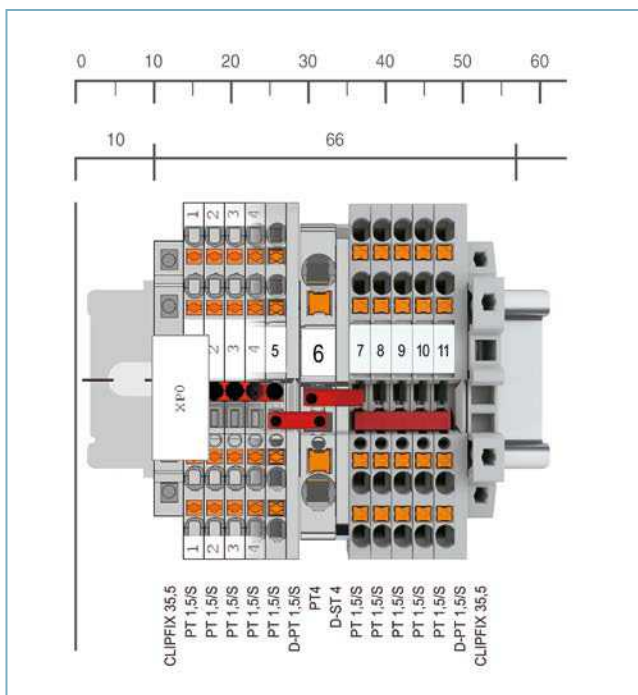 0 10 20 30 40 50 60
10 66
1 2 3 4
2 3 4 5 6 7 8 9 10 11
XP0
1 2 3 4
CLIPFIX 35,5
PT 1,5/S
PT 1,5/S
PT 1,5/S
PT 1,5/S
PT 1,5/S
D-PT 1,5/S
PT4
D-ST 4
PT 1,5/S
PT 1,5/S
PT 1,5/S
PT 1,5/S
PT 1,5/S
D-PT 1,5/S
CLIPFIX 35,5